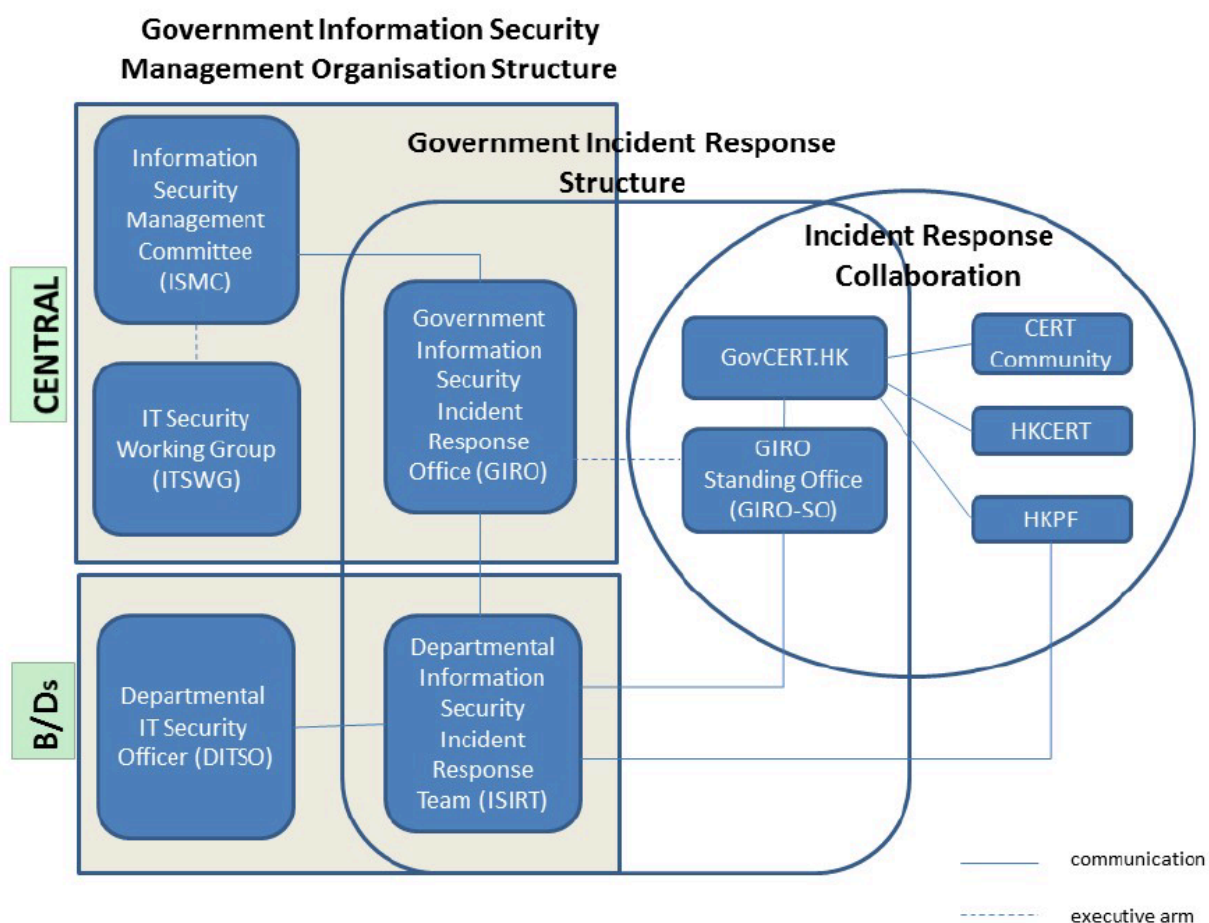 Government Information Security
Management Organisation Structure
Government Incident Response
Structure
Incident Response
Collaboration
CENTRAL
Information
Security
Management
Committee
(ISMC)
IT Security
Working Group
(ITSWG)
Government
Information
Security
Incident
Response
Office (GIRO)
GovCERT.HK
GIRO
Standing Office
(GIRO-SO)
CERT
Community
HKCERT
HKPF
B/Ds
Departmental
IT Security
Officer (DITSO)
Departmental
Information
Security
Incident
Response
Team (ISIRT)
communication
executive arm